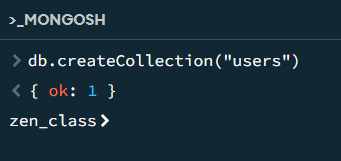 >_MONGOSH
> db.createCollection("users")
< { ok: 1 }
zen_class>